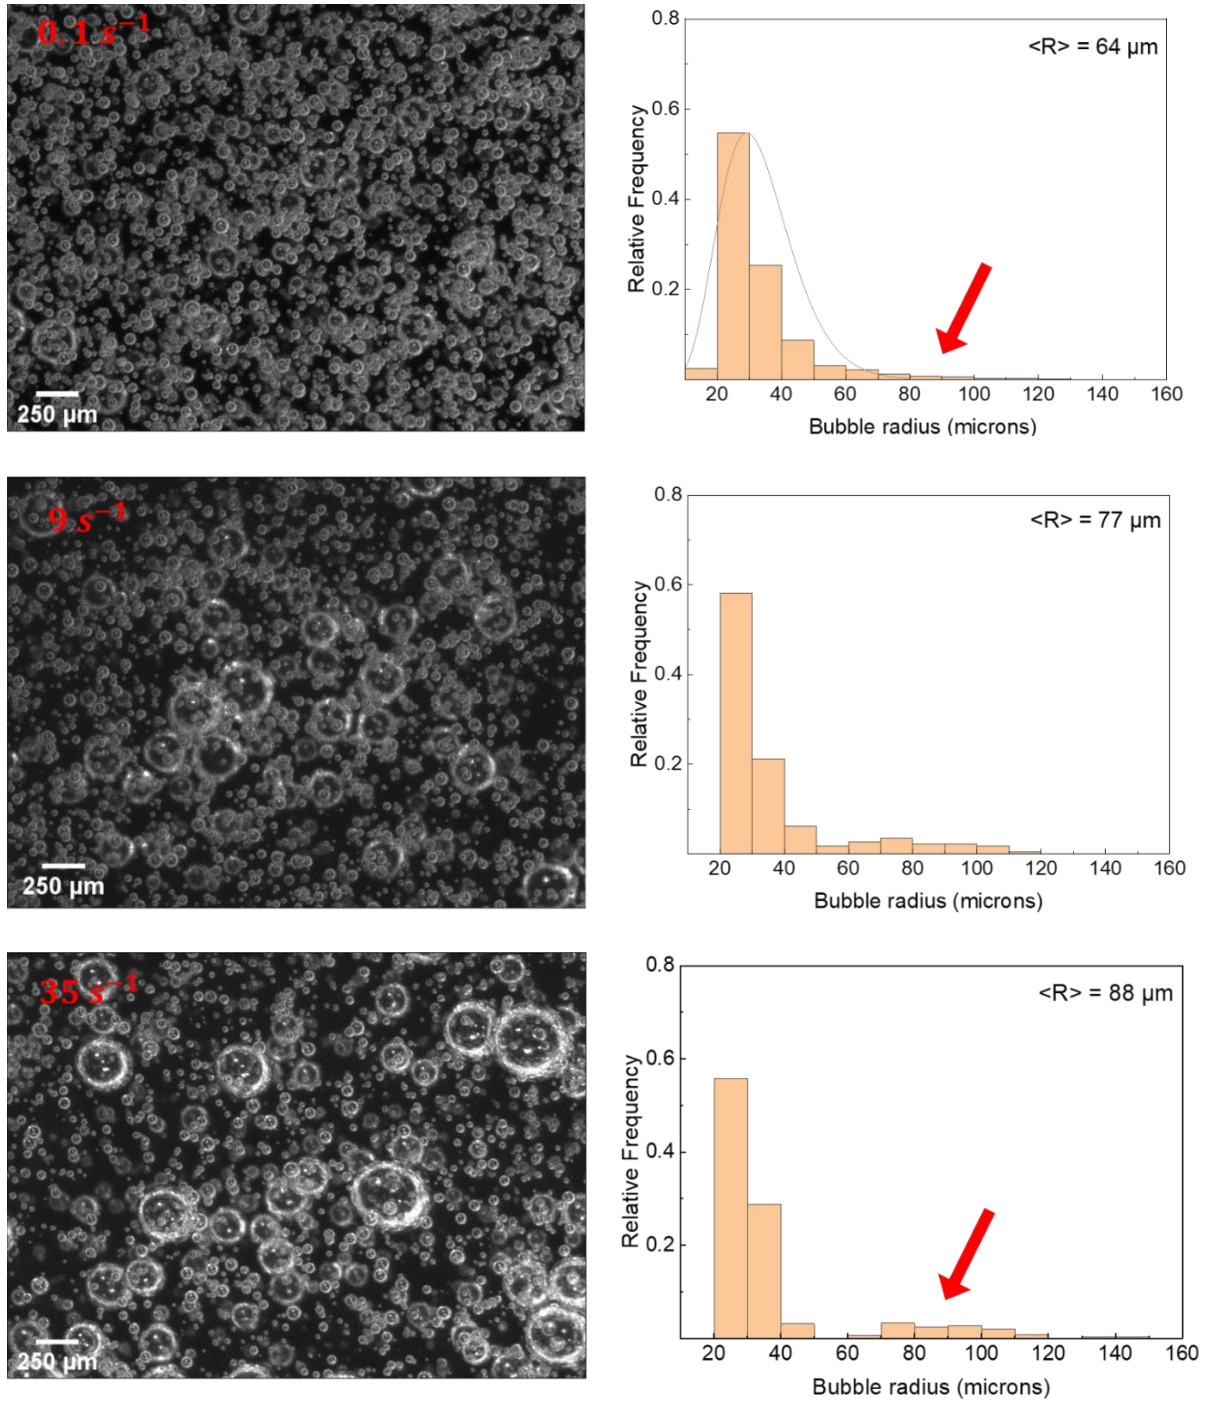 0.1 s⁻¹
250 µm
0.8
<R> = 64 µm
0.6
0.4
0.2
Relative Frequency
20 40 60 80 100 120 140 160
Bubble radius (microns)
9 s⁻¹
250 µm
0.8
<R> = 77 µm
0.6
0.4
0.2
Relative Frequency
20 40 60 80 100 120 140 160
Bubble radius (microns)
35 s⁻¹
250 µm
0.8
<R> = 88 µm
0.6
0.4
0.2
Relative Frequency
20 40 60 80 100 120 140 160
Bubble radius (microns)